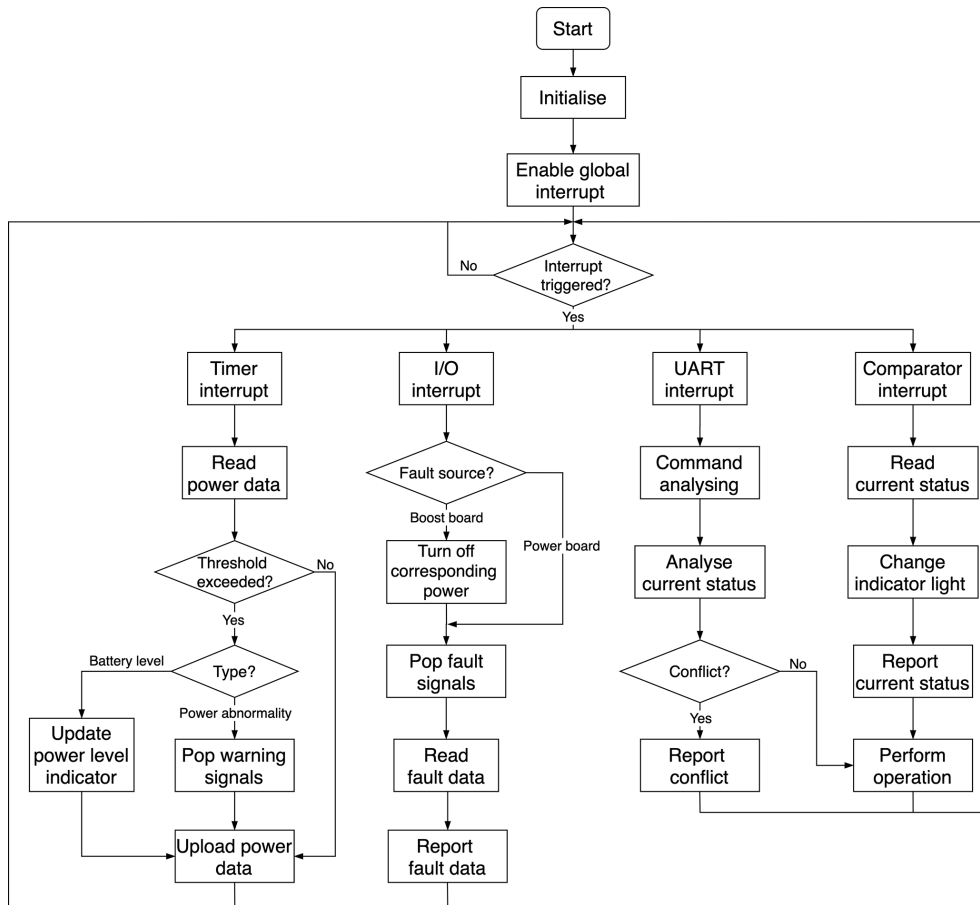 Start
Initialise
Enable global
interrupt
Interrupt
triggered?
No
Yes
Timer
interrupt
Read
power data
Threshold
exceeded?
No
Yes
Type?
Battery level
Power abnormality
Update
power level
indicator
Pop warning
signals
Upload power
data
I/O
interrupt
Fault source?
Boost board
Power board
Turn off
corresponding
power
Pop fault
signals
Read
fault data
Report
fault data
UART
interrupt
Command
analysing
Analyse
current status
Conflict?
No
Yes
Report
conflict
Comparator
interrupt
Read
current status
Change
indicator light
Report
current status
Perform
operation